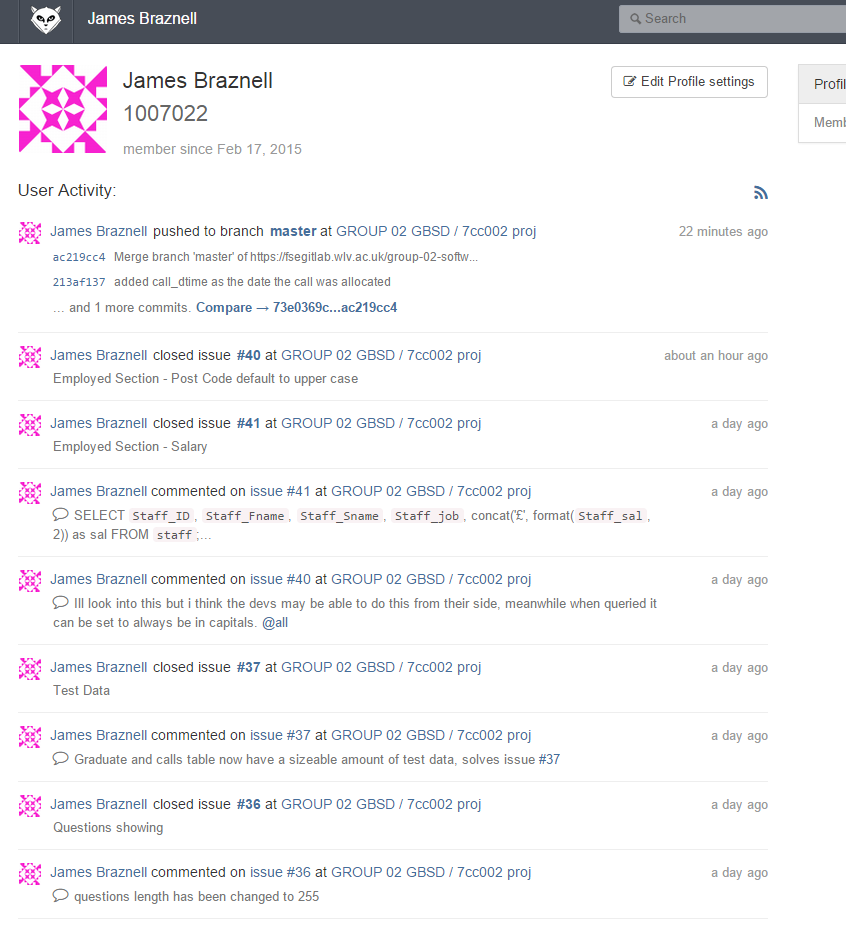 James Braznell
Search
James Braznell
Edit Profile settings
1007022
member since Feb 17, 2015
Profil
Memb
User Activity:
James Braznell pushed to branch master at GROUP 02 GBSD / 7cc002 proj 22 minutes ago
ac219cc4 Merge branch 'master' of https://fsegitlab.wlv.ac.uk/group-02-softw...
213af137 added call_dtime as the date the call was allocated
... and 1 more commits. Compare → 73e0369c...ac219cc4
James Braznell closed issue #40 at GROUP 02 GBSD / 7cc002 proj about an hour ago
Employed Section - Post Code default to upper case
James Braznell closed issue #41 at GROUP 02 GBSD / 7cc002 proj a day ago
Employed Section - Salary
James Braznell commented on issue #41 at GROUP 02 GBSD / 7cc002 proj a day ago
SELECT Staff_ID, Staff_Fname, Staff_Sname, Staff_job, concat('£', format(Staff_sal,
2)) as sal FROM staff;...
James Braznell commented on issue #40 at GROUP 02 GBSD / 7cc002 proj a day ago
Ill look into this but i think the devs may be able to do this from their side, meanwhile when queried it
can be set to always be in capitals. @all
James Braznell closed issue #37 at GROUP 02 GBSD / 7cc002 proj a day ago
Test Data
James Braznell commented on issue #37 at GROUP 02 GBSD / 7cc002 proj a day ago
Graduate and calls table now have a sizeable amount of test data, solves issue #37
James Braznell closed issue #36 at GROUP 02 GBSD / 7cc002 proj a day ago
Questions showing
James Braznell commented on issue #36 at GROUP 02 GBSD / 7cc002 proj a day ago
questions length has been changed to 255